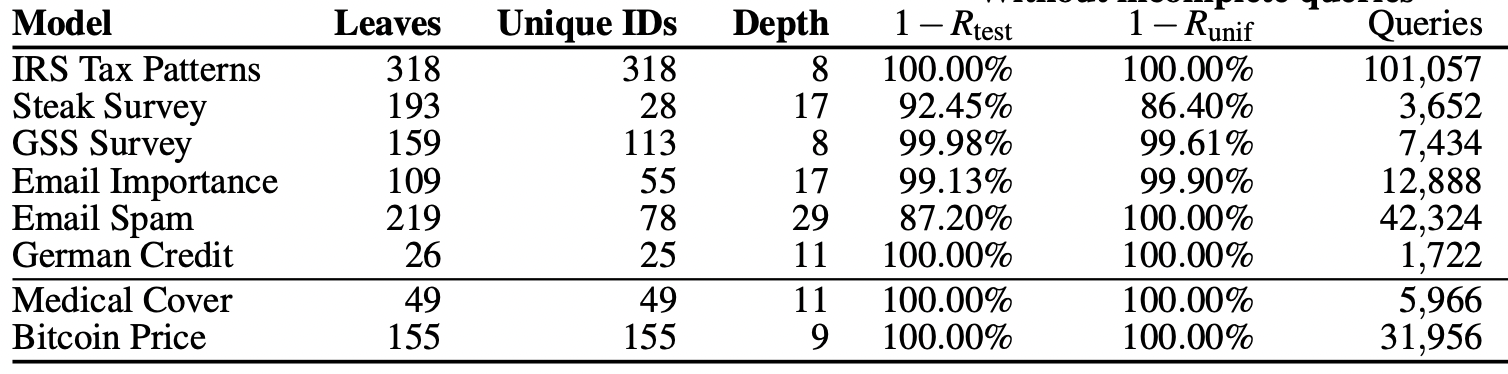 Without incomplete queries
Model Leaves Unique IDs Depth 1 − Rtest 1 − Runif Queries
IRS Tax Patterns 318 318 8 100.00% 100.00% 101,057
Steak Survey 193 28 17 92.45% 86.40% 3,652
GSS Survey 159 113 8 99.98% 99.61% 7,434
Email Importance 109 55 17 99.13% 99.90% 12,888
Email Spam 219 78 29 87.20% 100.00% 42,324
German Credit 26 25 11 100.00% 100.00% 1,722
Medical Cover 49 49 11 100.00% 100.00% 5,966
Bitcoin Price 155 155 9 100.00% 100.00% 31,956